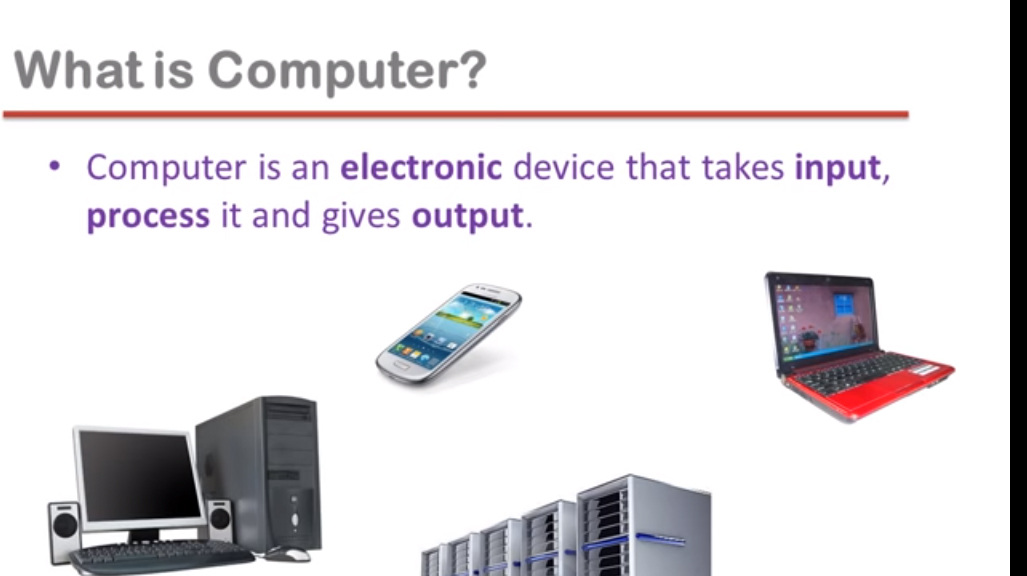 What is Computer?
• Computer is an electronic device that takes input,
process it and gives output.